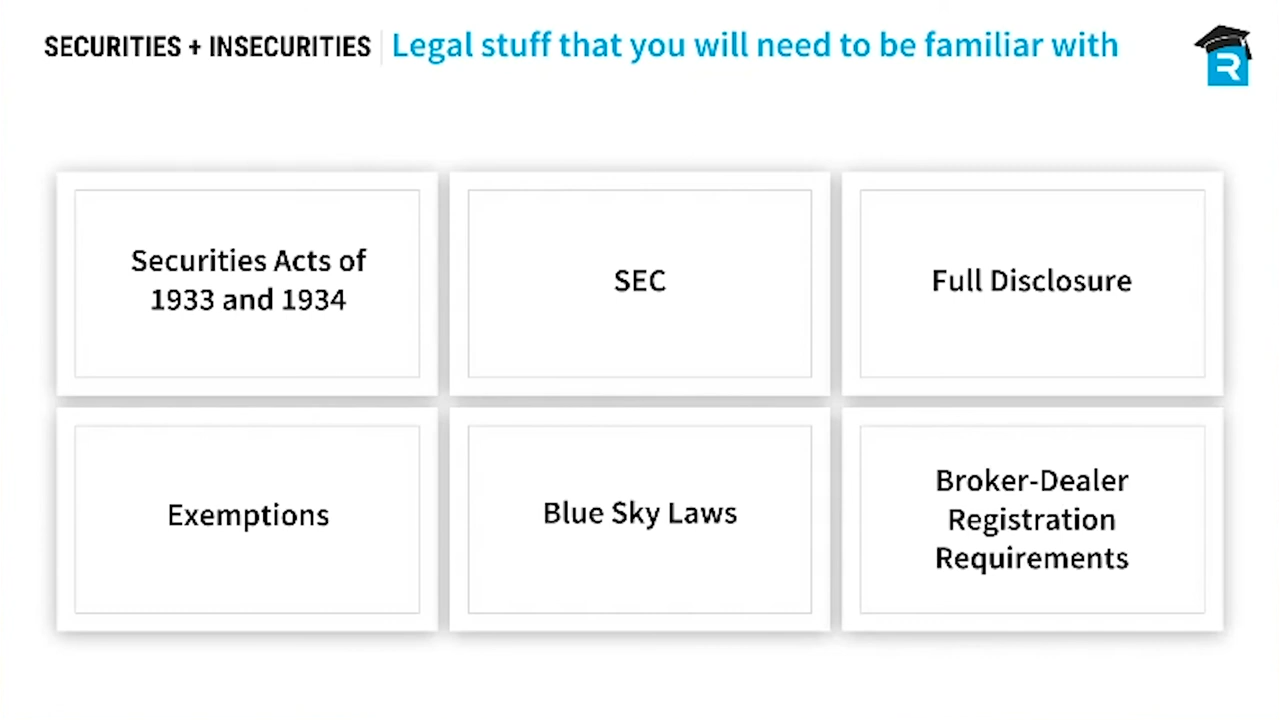 SECURITIES + INSECURITIES Legal stuff that you will need to be familiar with
R
Securities Acts of
1933 and 1934
SEC
Full Disclosure
Exemptions
Blue Sky Laws
Broker-Dealer
Registration
Requirements